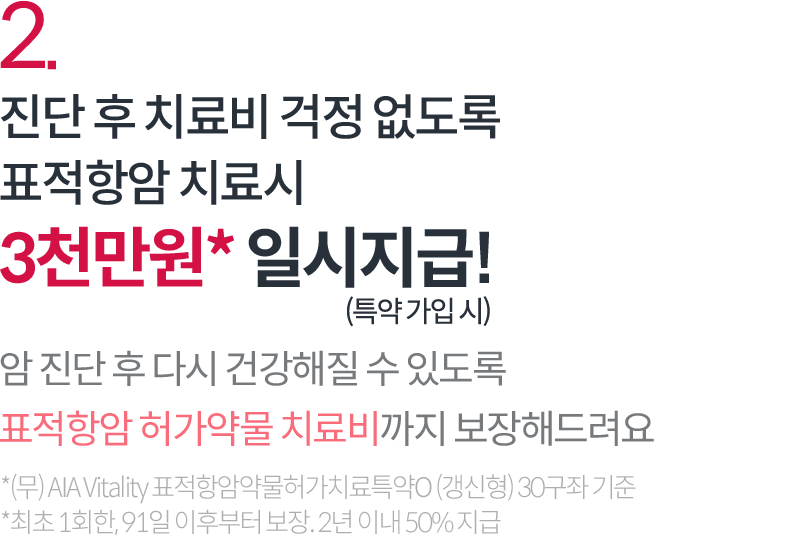 2.
진단 후 치료비 걱정 없도록
표적항암 치료시
3천만원* 일시지급!
(특약 가입 시)
암 진단 후 다시 건강해질 수 있도록
표적항암 허가약물 치료비까지 보장해드려요
*(무) AIA Vitality 표적항암약물허가치료특약O (갱신형) 30구좌 기준
*최초 1회한, 91일 이후부터 보장. 2년 이내 50% 지급